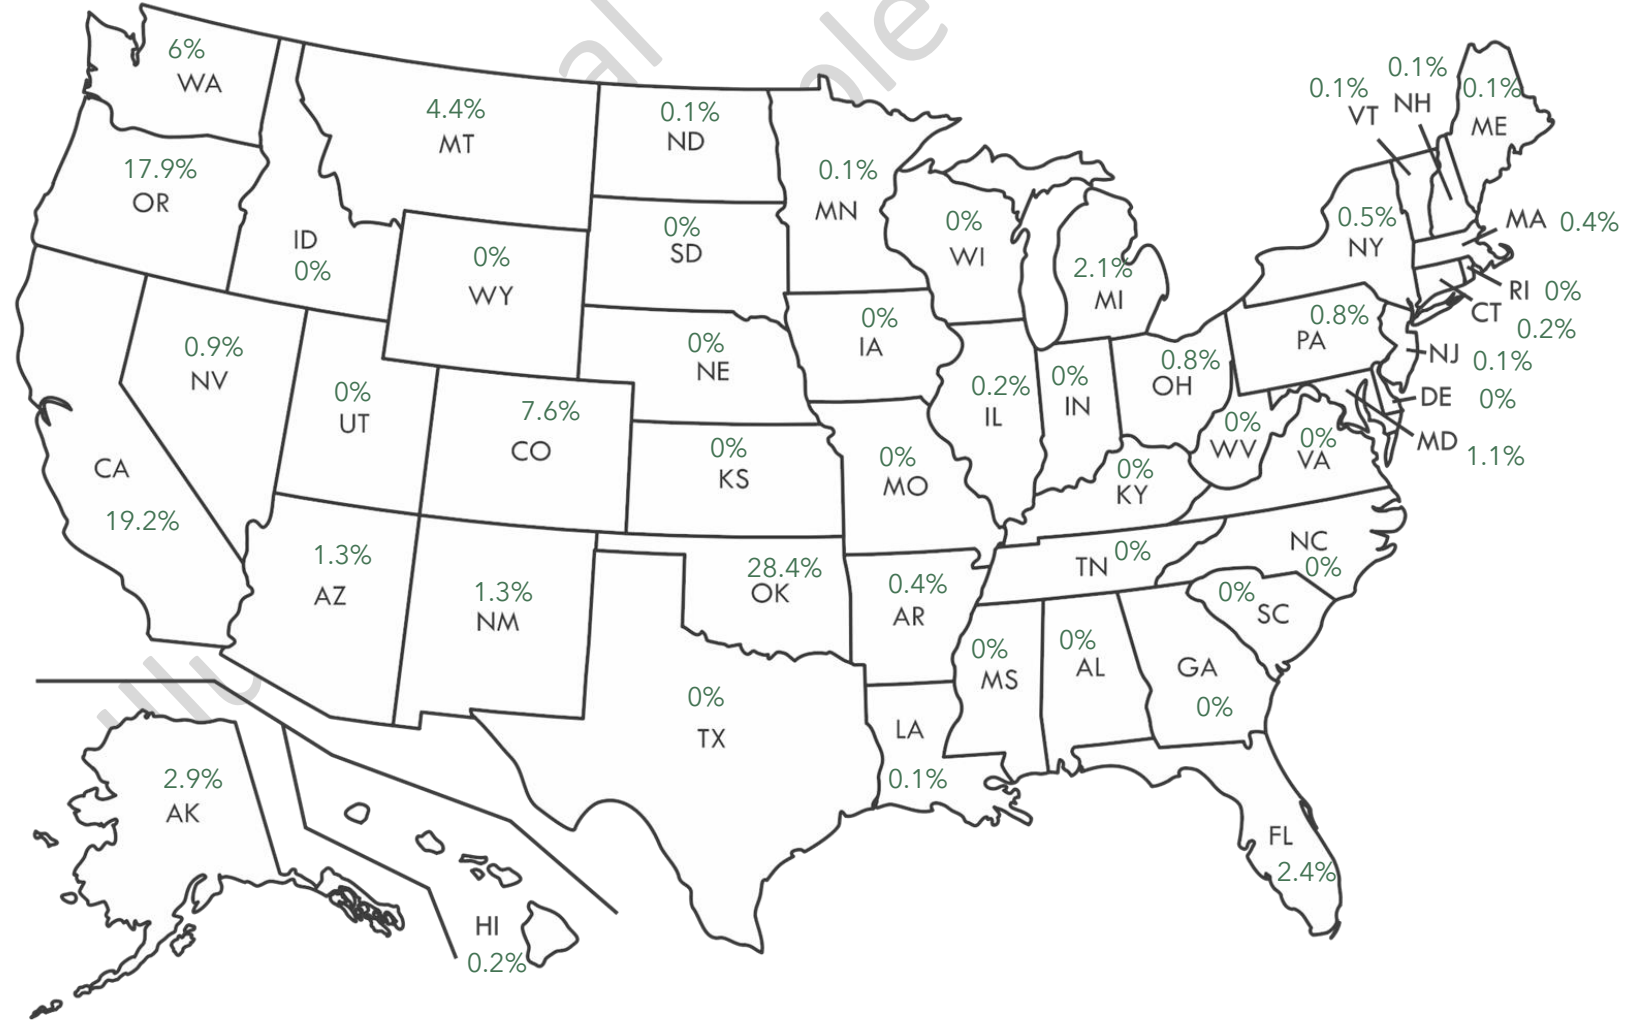 6%
WA
4.4%
MT
0.1%
ND
0.1%
MN
17.9%
OR
ID
0%
0%
WY
0%
SD
0%
WI
2.1%
MI
0.1%
VT
0.1%
NH
0.1%
ME
0.5%
NY
MA 0.4%
RI 0%
CT
0.2%
0.8%
PA
NJ 0.1%
DE 0%
MD
1.1%
0.9%
NV
0%
UT
7.6%
CO
0%
NE
0%
IA
0.2%
IL
0%
IN
0.8%
OH
0%
WV
0%
VA
CA
19.2%
0%
KS
0%
MO
0%
KY
1.3%
AZ
1.3%
NM
28.4%
OK
0.4%
AR
TN 0%
NC
0%
0%
SC
0%
MS
0%
AL
GA
0%
0%
TX
LA
0.1%
FL
2.4%
2.9%
AK
HI
0.2%